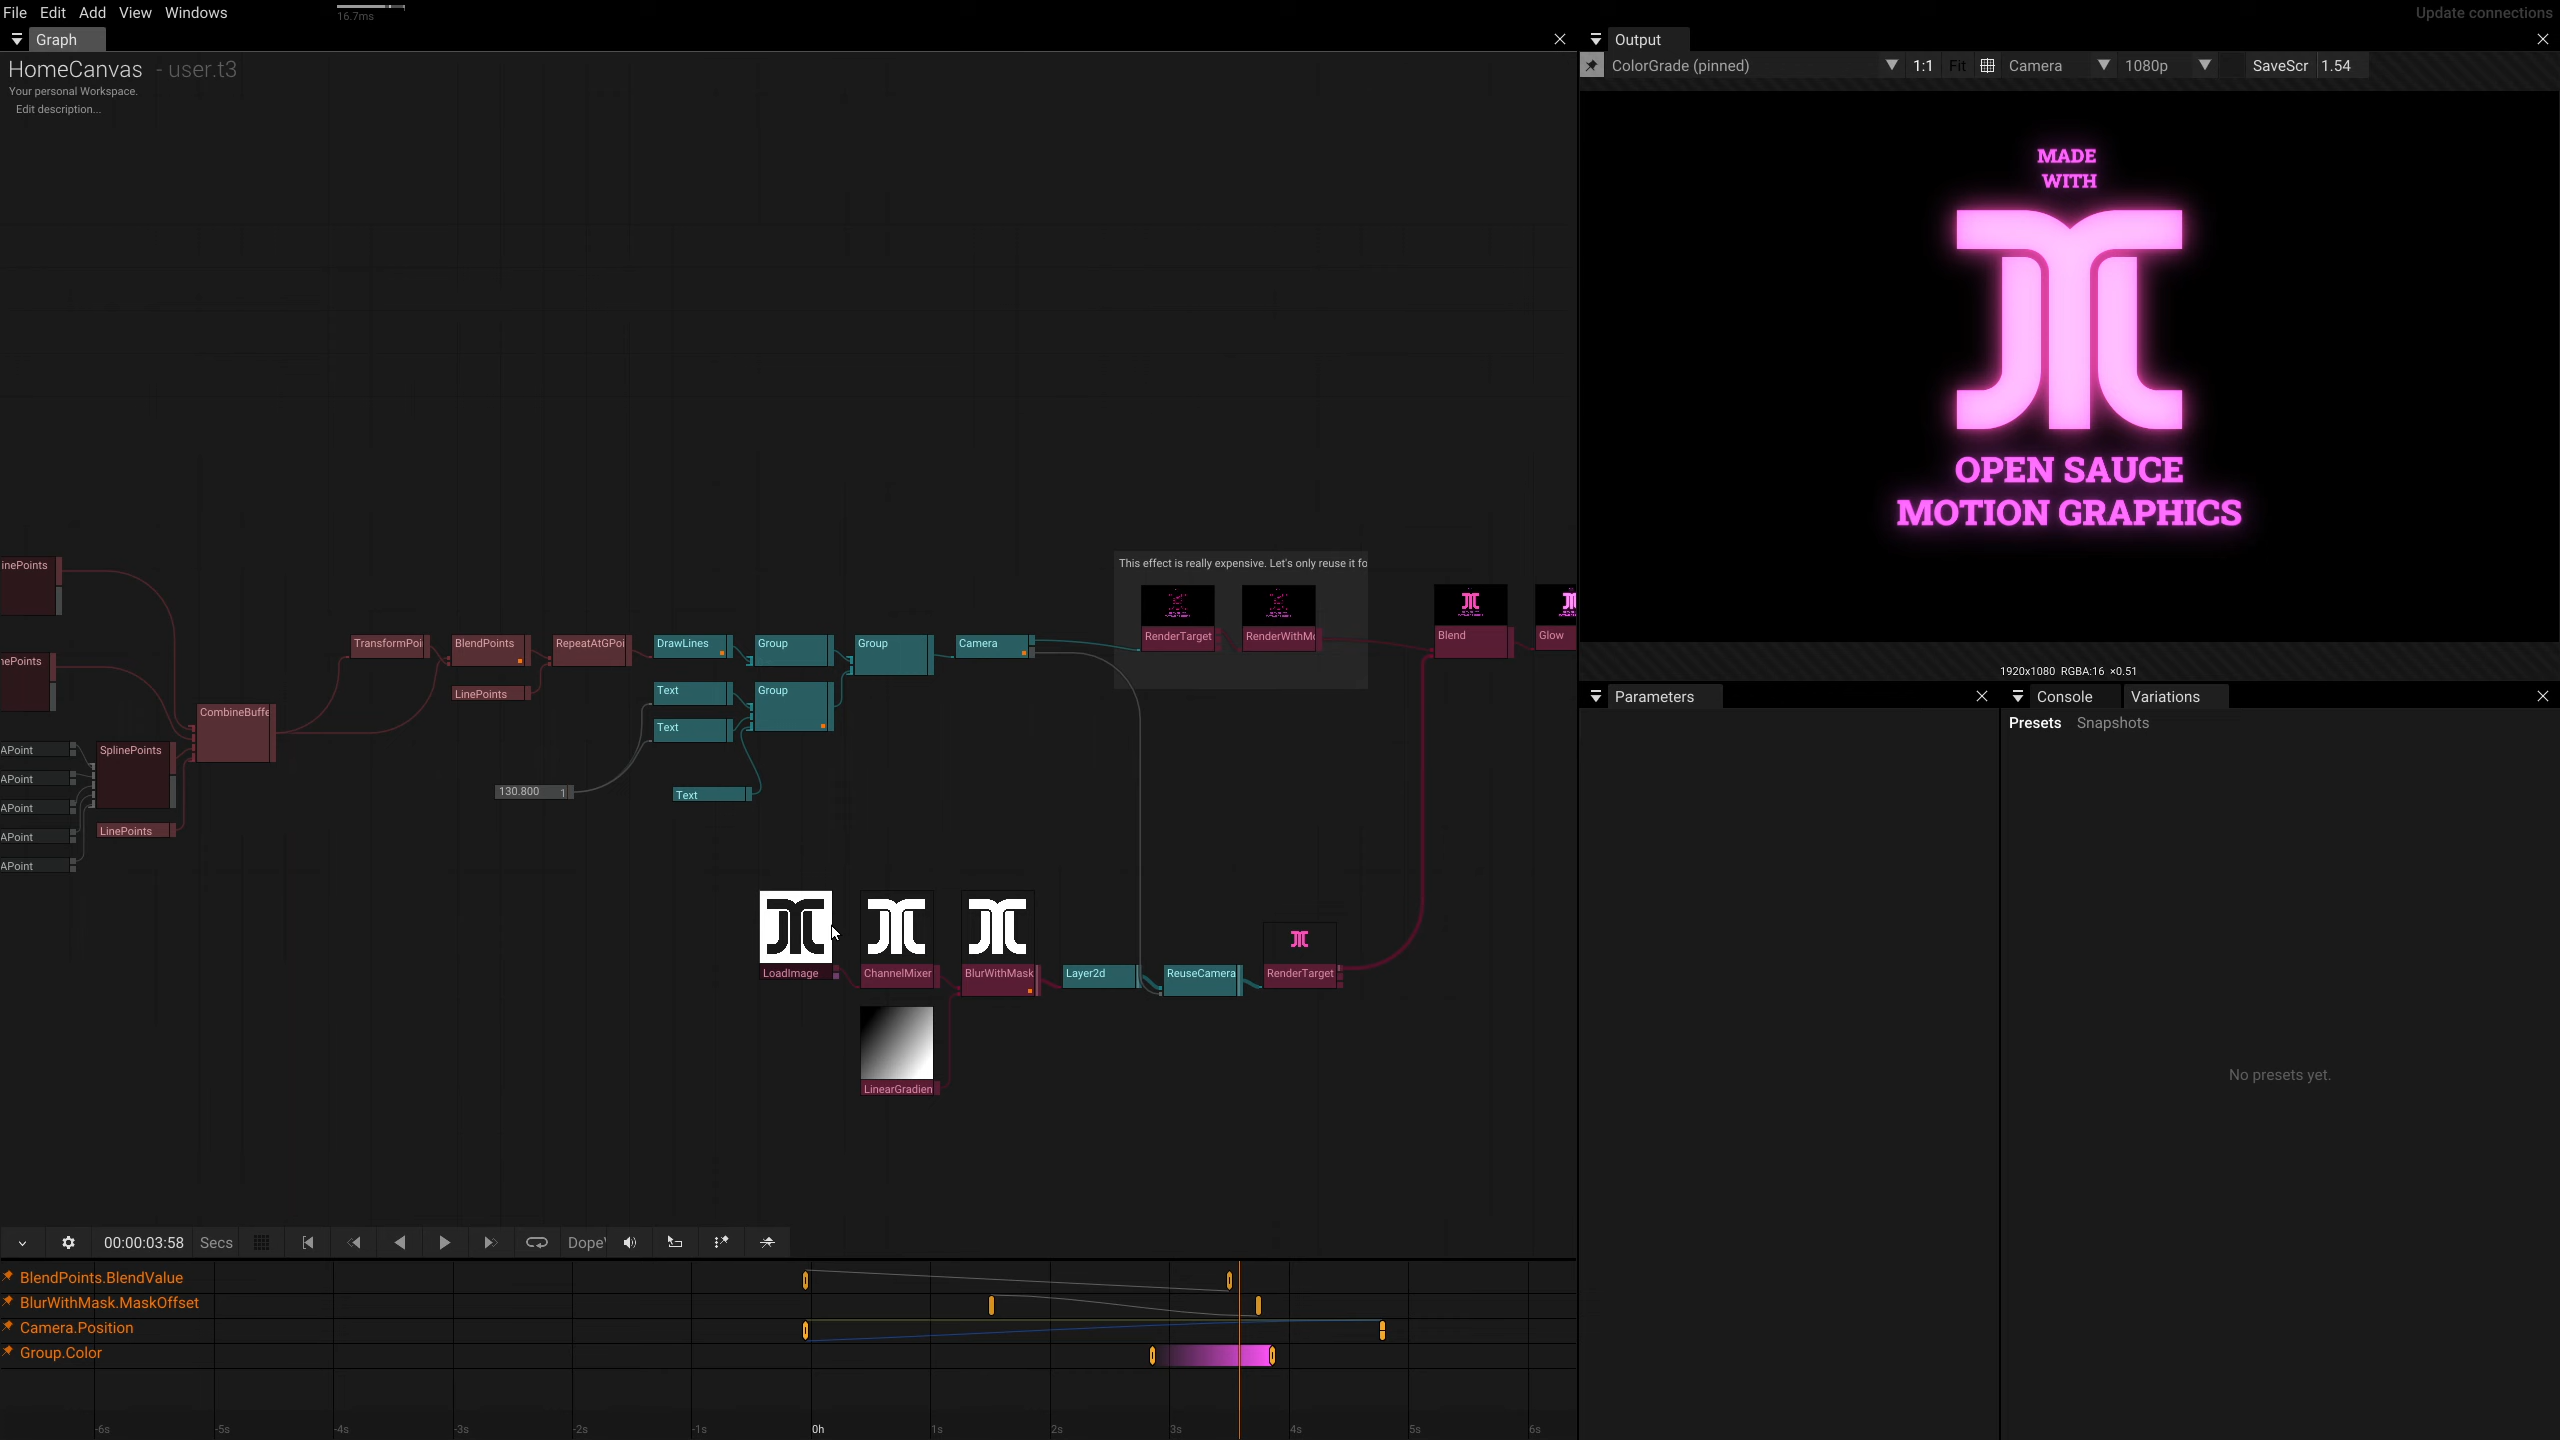 File Edit Add View Windows
16.7ms
Update connections
Graph
HomeCanvas - user.t3
Your personal Workspace.
Edit description...
inePoints
nePoints
APoint
APoint
APoint
APoint
APoint
SplinePoints
LinePoints
CombineBuffe
TransformPoi
BlendPoints
LinePoints
RepeatAtGPoi
DrawLines
Group
Group
Camera
Text
Group
Text
130.800 1
Text
This effect is really expensive. Let's only reuse it fo
RenderTarget
RenderWithMo
Blend
Glow
LoadImage
ChannelMixer
BlurWithMask
Layer2d
ReuseCamera
RenderTarget
LinearGradien
00:00:03:58 Secs
Dope
BlendPoints.BlendValue
BlurWithMask.MaskOffset
Camera.Position
Group.Color
-6s -5s -4s -3s -2s -1s 0h 1s 2s 3s 4s 5s 6s
Output
ColorGrade (pinned) 1:1 Fit Camera 1080p SaveScr 1.54
MADE
WITH
OPEN SAUCE
MOTION GRAPHICS
1920x1080 RGBA:16 ×0.51
Parameters
Console Variations
Presets Snapshots
No presets yet.